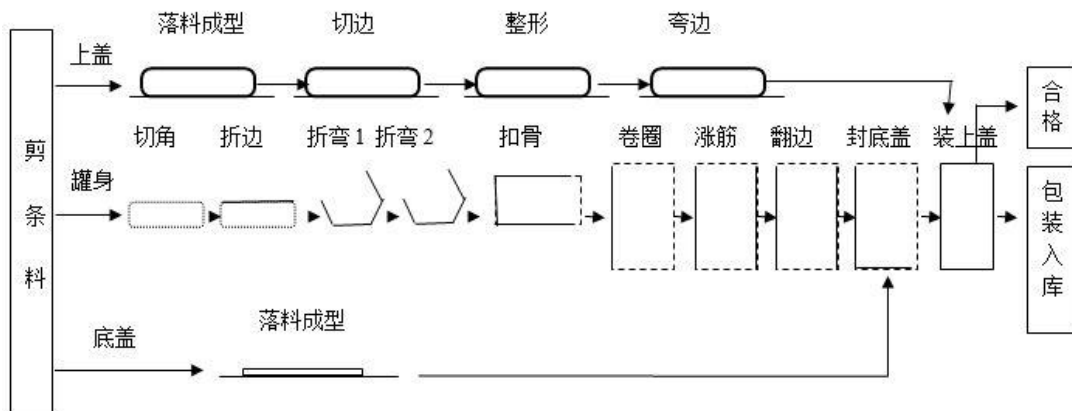 剪条料
上盖
落料成型
切边
整形
弯边
罐身
切角
折边
折弯 1
折弯 2
扣骨
卷圈
涨筋
翻边
封底盖
装上盖
底盖
落料成型
合格
包装入库